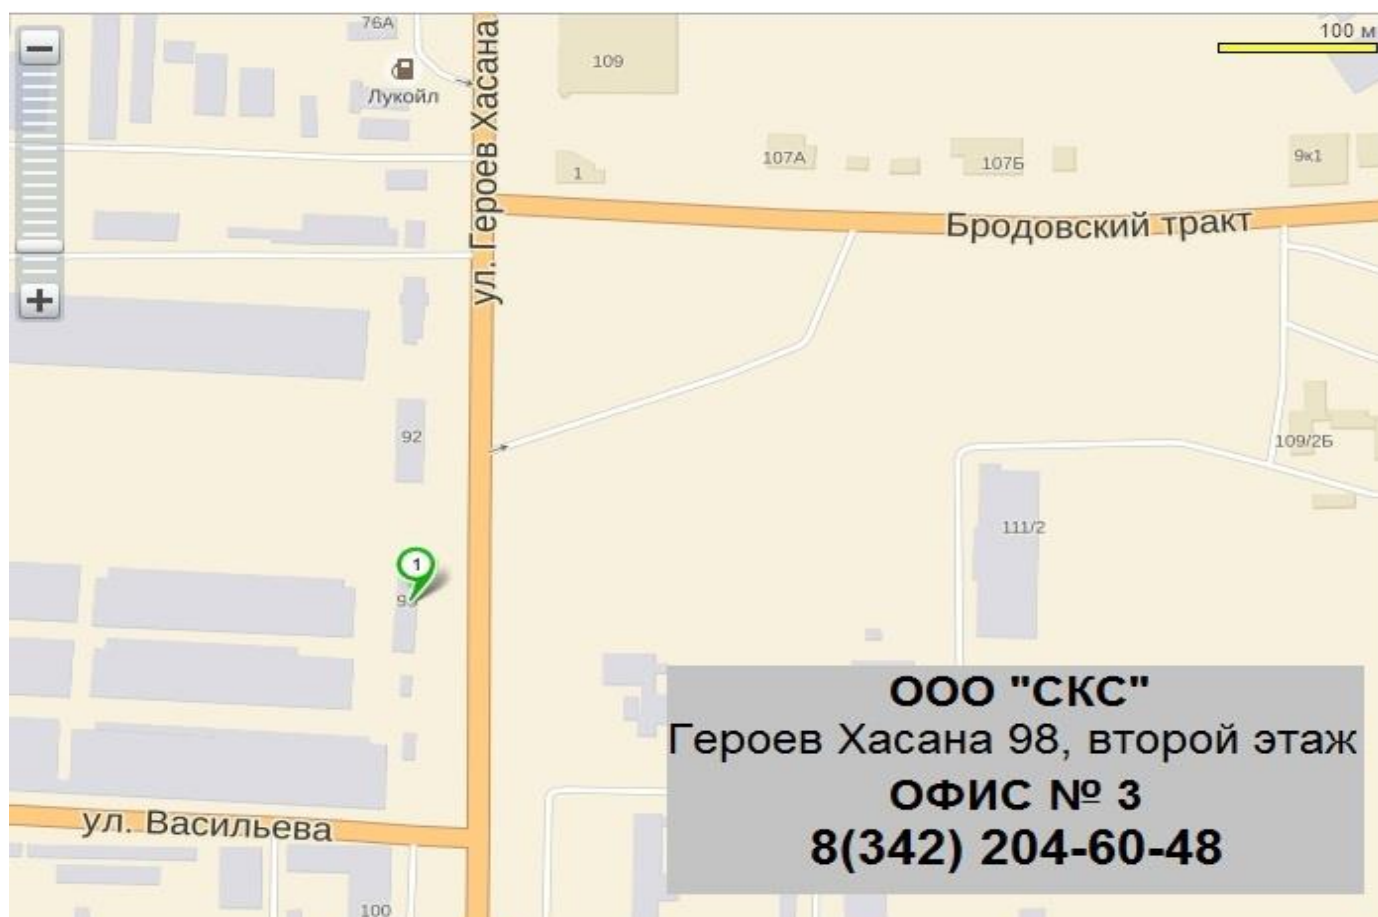 76А
100 м
Лукойл
109
ул. Героев Хасана
107А
107Б
9к1
1
Бродовский тракт
92
109/2Б
111/2
1
ООО "СКС"
Героев Хасана 98, второй этаж
ОФИС № 3
8(342) 204-60-48
ул. Васильева
100